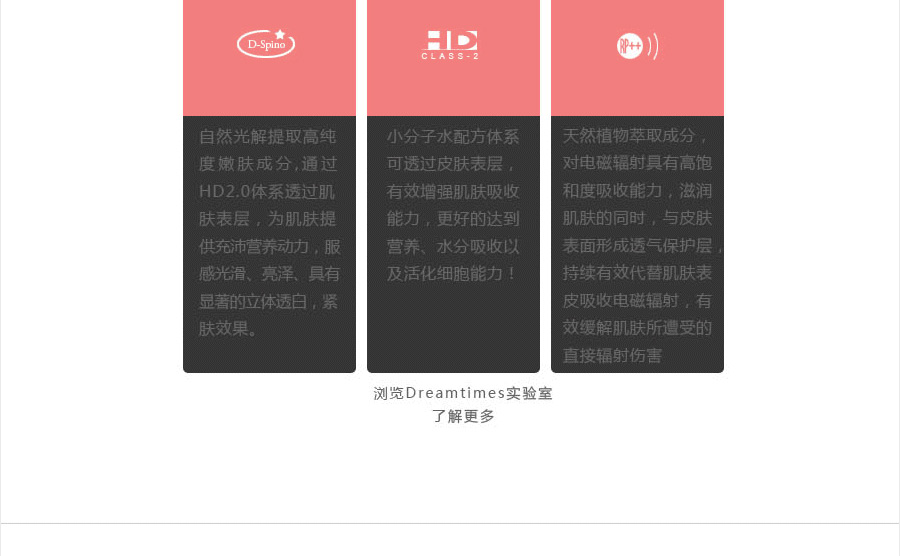 D-Spino
自然光解提取高纯
度嫩肤成分,通过
HD2.0体系透过肌
肤表层，为肌肤提
供充沛营养动力，服
感光滑、亮泽、具有
显著的立体透白，紧
肤效果。
HD
CLASS-2
小分子水配方体系
可透过皮肤表层，
有效增强肌肤吸收
能力，更好的达到
营养、水分吸收以
及活化细胞能力！
RP++
天然植物萃取成分，
对电磁辐射具有高饱
和度吸收能力，滋润
肌肤的同时，与皮肤
表面形成透气保护层，
持续有效代替肌肤表
皮吸收电磁辐射，有
效缓解肌肤所遭受的
直接辐射伤害
浏览Dreamtimes实验室
了解更多